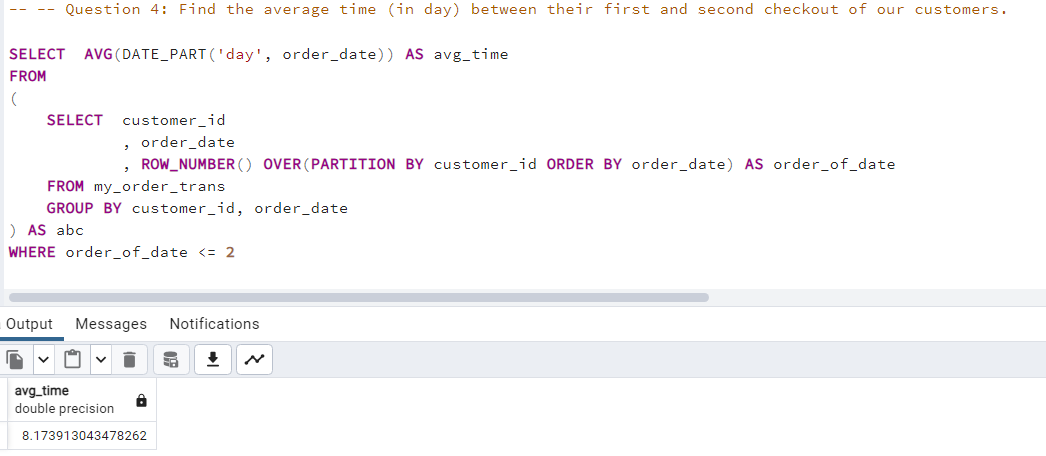 -- -- Question 4: Find the average time (in day) between their first and second checkout of our customers.
SELECT  AVG(DATE_PART('day', order_date)) AS avg_time
FROM
(
    SELECT  customer_id
            , order_date
            , ROW_NUMBER() OVER(PARTITION BY customer_id ORDER BY order_date) AS order_of_date
    FROM my_order_trans
    GROUP BY customer_id, order_date
) AS abc
WHERE order_of_date <= 2
Output Messages Notifications
avg_time
double precision
8.173913043478262